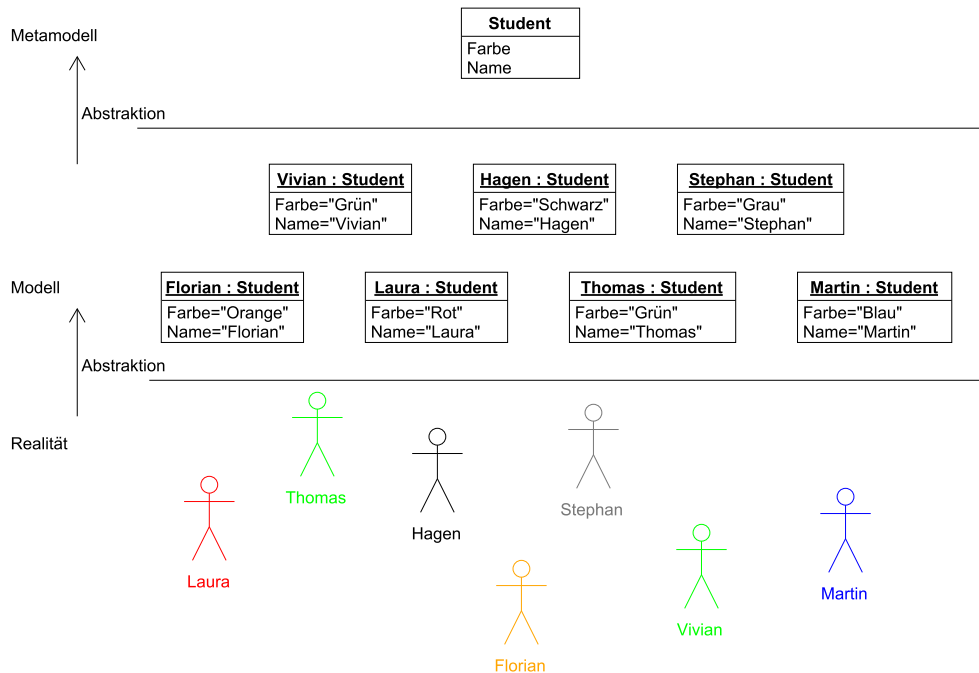 Student
Metamodell
Farbe
Name
Abstraktion
Vivian : Student
Farbe="Grün"
Name="Vivian"
Hagen : Student
Farbe="Schwarz"
Name="Hagen"
Stephan : Student
Farbe="Grau"
Name="Stephan"
Modell
Florian : Student
Farbe="Orange"
Name="Florian"
Laura : Student
Farbe="Rot"
Name="Laura"
Thomas : Student
Farbe="Grün"
Name="Thomas"
Martin : Student
Farbe="Blau"
Name="Martin"
Abstraktion
Realität
Thomas
Stephan
Hagen
Laura
Martin
Vivian
Florian